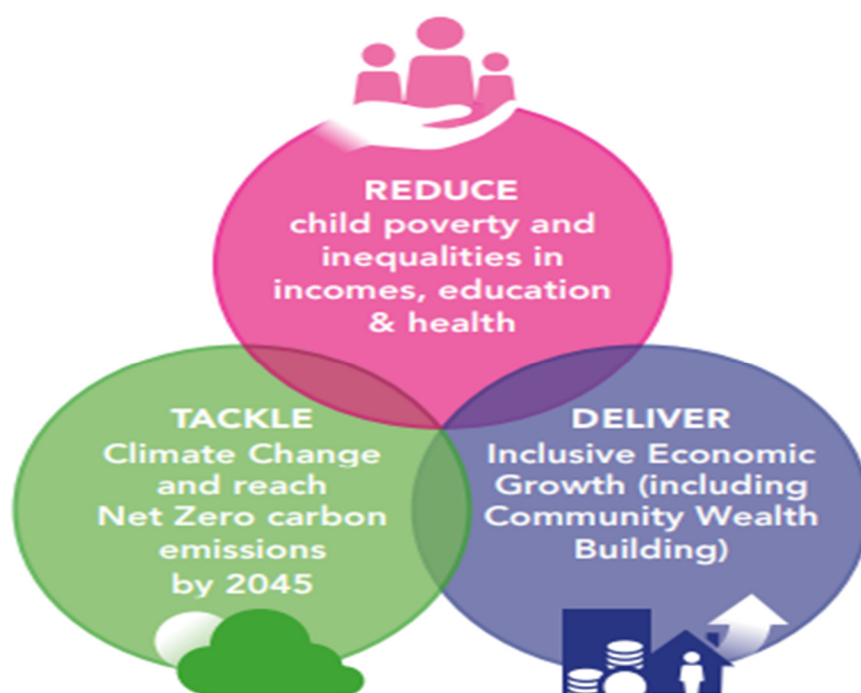 REDUCE
child poverty and
inequalities in
incomes, education
& health
TACKLE
Climate Change
and reach
Net Zero carbon
emissions
by 2045
DELIVER
Inclusive Economic
Growth (including
Community Wealth
Building)